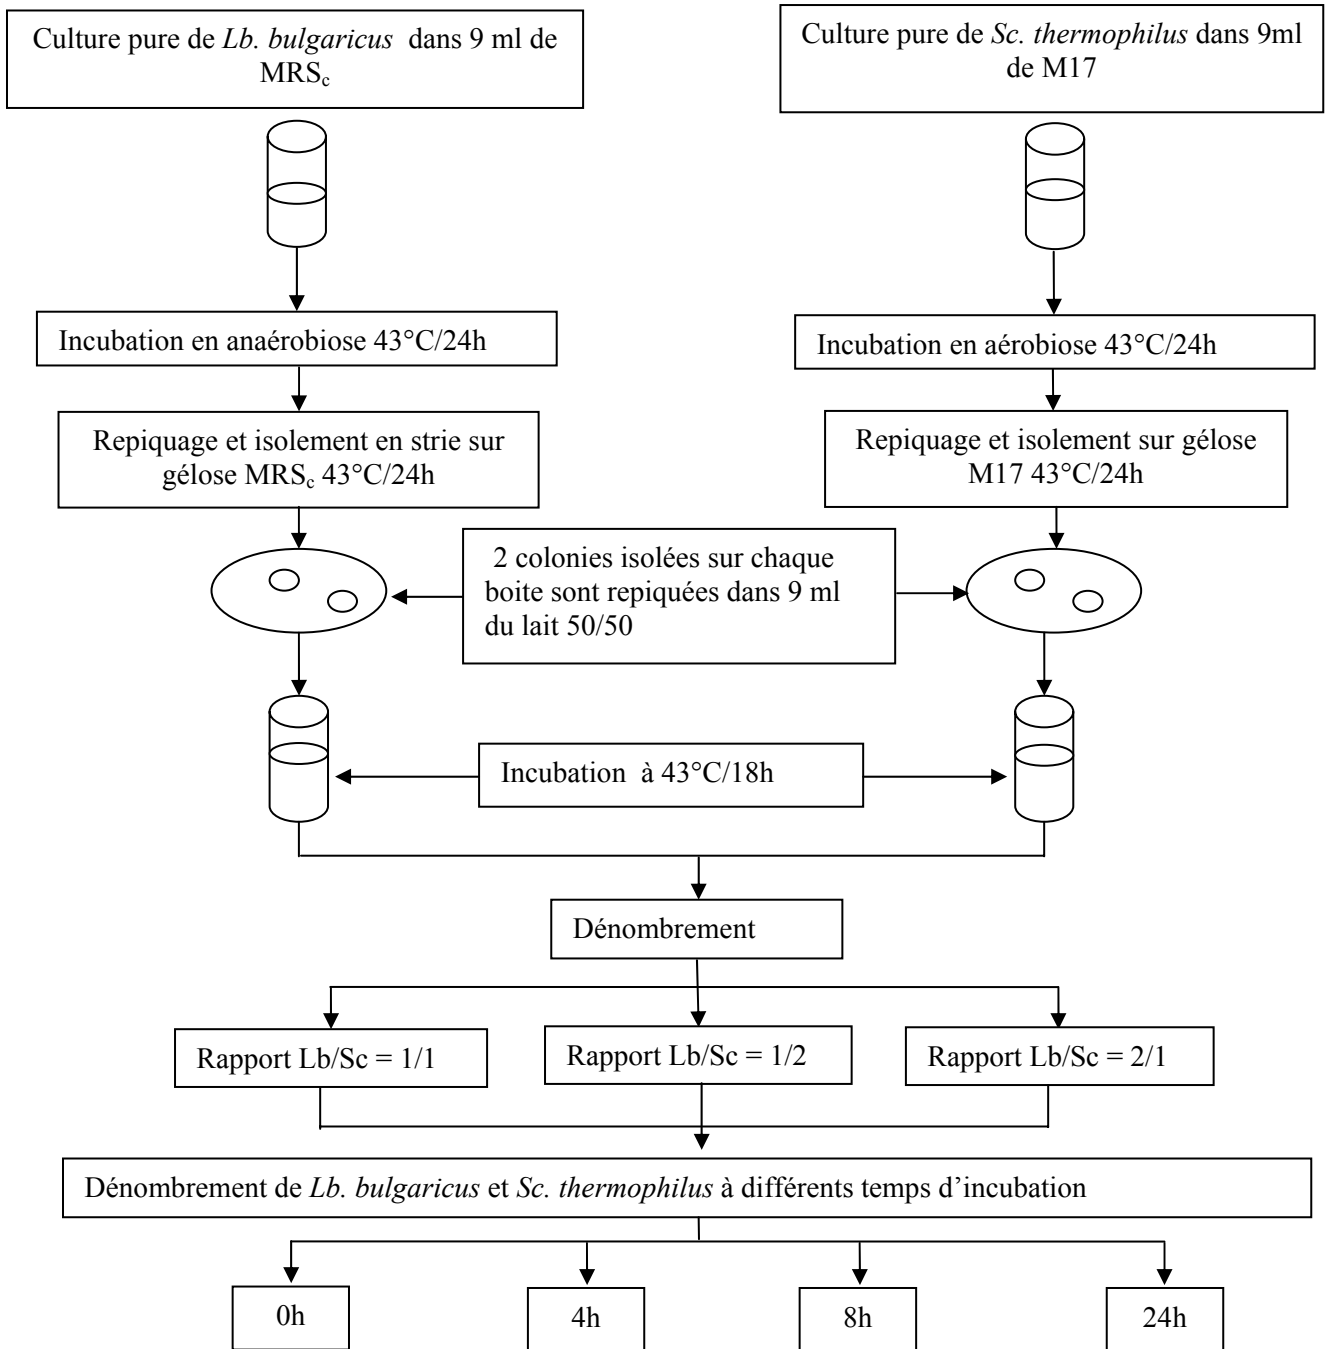 Culture pure de Lb. bulgaricus dans 9 ml de
MRSc
Culture pure de Sc. thermophilus dans 9ml
de M17
Incubation en anaérobiose 43°C/24h
Incubation en aérobiose 43°C/24h
Repiquage et isolement en strie sur
gélose MRSc 43°C/24h
Repiquage et isolement sur gélose
M17 43°C/24h
2 colonies isolées sur chaque
boite sont repiquées dans 9 ml
du lait 50/50
Incubation à 43°C/18h
Dénombrement
Rapport Lb/Sc = 1/1
Rapport Lb/Sc = 1/2
Rapport Lb/Sc = 2/1
Dénombrement de Lb. bulgaricus et Sc. thermophilus à différents temps d’incubation
0h
4h
8h
24h